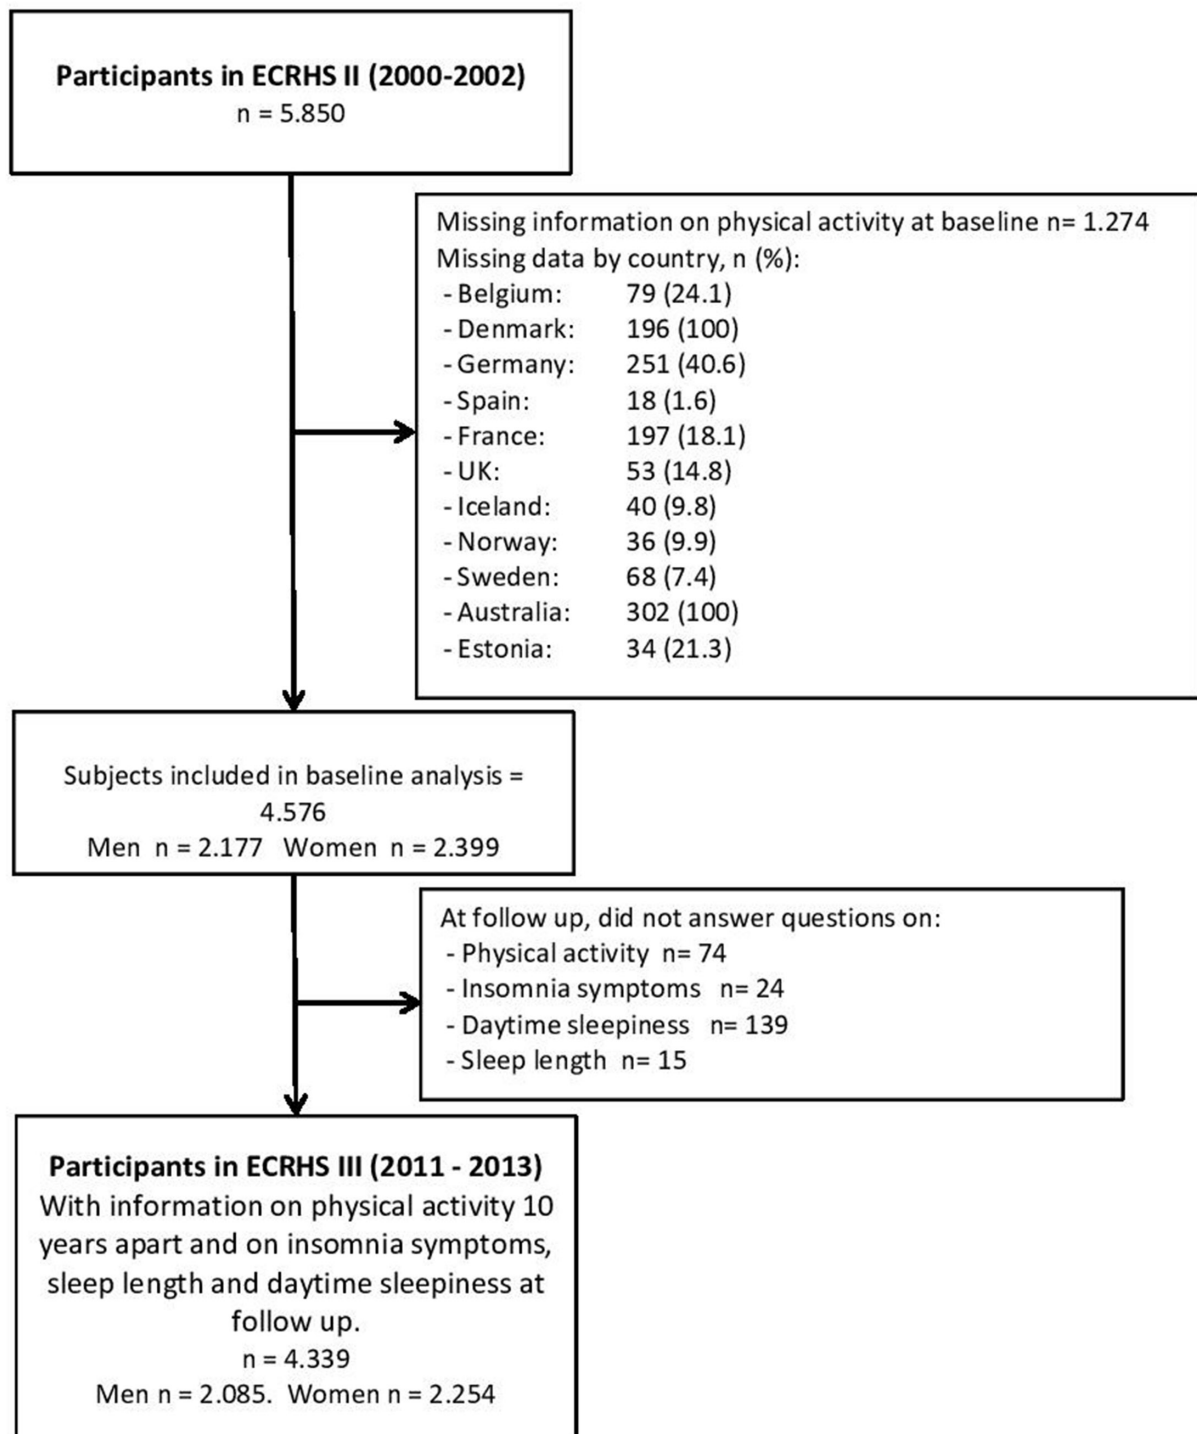 Participants in ECRHS II (2000-2002)
n = 5.850
Missing information on physical activity at baseline n= 1.274
Missing data by country, n (%):
- Belgium: 79 (24.1)
- Denmark: 196 (100)
- Germany: 251 (40.6)
- Spain: 18 (1.6)
- France: 197 (18.1)
- UK: 53 (14.8)
- Iceland: 40 (9.8)
- Norway: 36 (9.9)
- Sweden: 68 (7.4)
- Australia: 302 (100)
- Estonia: 34 (21.3)
Subjects included in baseline analysis =
4.576
Men n = 2.177 Women n = 2.399
At follow up, did not answer questions on:
- Physical activity n= 74
- Insomnia symptoms n= 24
- Daytime sleepiness n= 139
- Sleep length n= 15
Participants in ECRHS III (2011 - 2013)
With information on physical activity 10
years apart and on insomnia symptoms,
sleep length and daytime sleepiness at
follow up.
n = 4.339
Men n = 2.085. Women n = 2.254